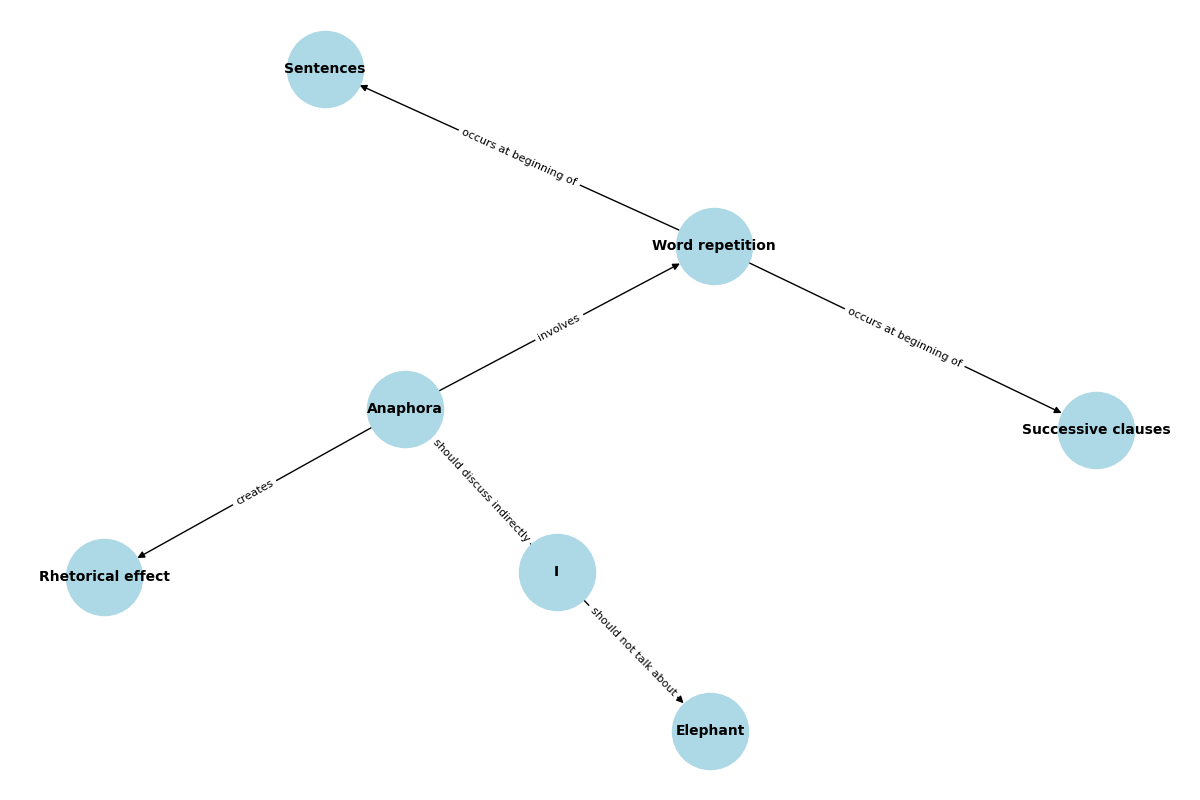 Sentences
occurs at beginning of
Word repetition
involves
occurs at beginning of
Anaphora
Successive clauses
should discuss indirectly
creates
I
Rhetorical effect
should not talk about
Elephant